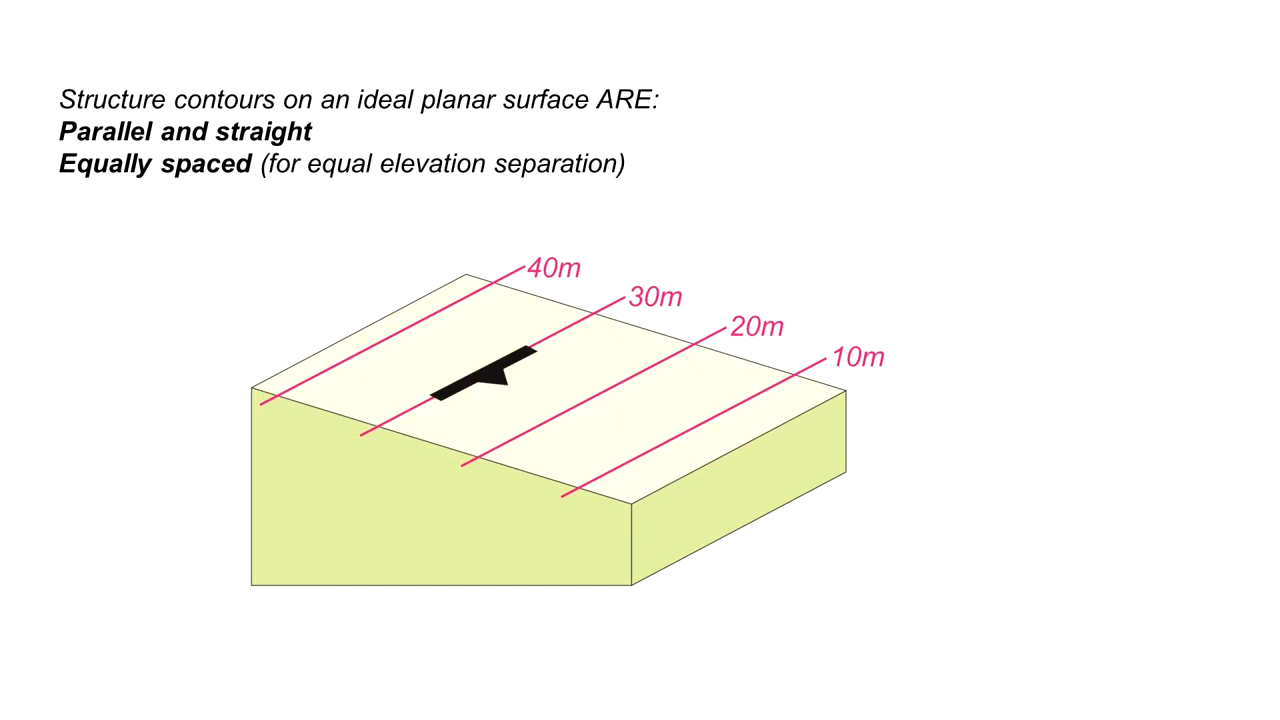 Structure contours on an ideal planar surface ARE:
Parallel and straight
Equally spaced (for equal elevation separation)
40m
30m
20m
10m